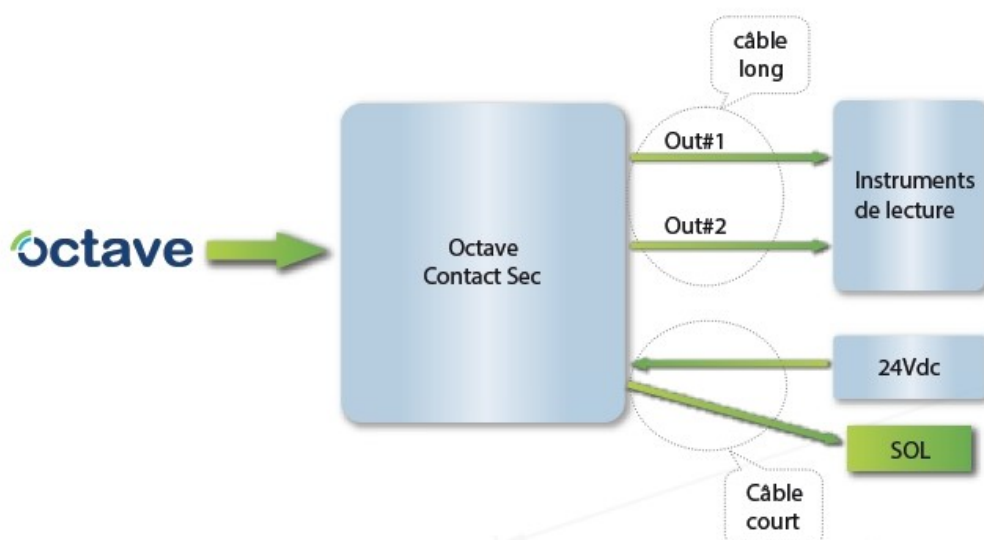 câble
long
Out#1
Instruments
de lecture
Out#2
octave
Octave
Contact Sec
24Vdc
SOL
Câble
court